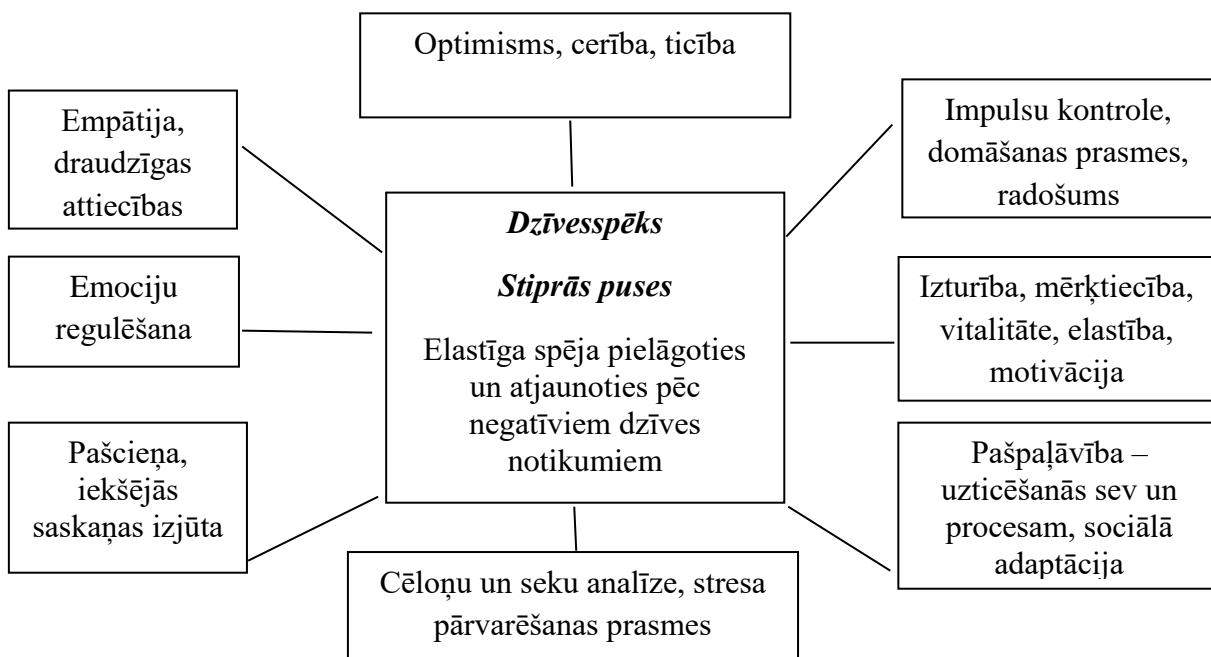 Optimisms, cerība, ticība
Empātija,
draudzīgas
attiecības
Impulsu kontrole,
domāšanas prasmes,
radošums
Dzīvesspēks
Stiprās puses
Elastīga spēja pielāgoties
un atjaunoties pēc
negatīviem dzīves
notikumiem
Emociju
regulēšana
Izturība, mērķtiecība,
vitalitāte, elastība,
motivācija
Pašcieņa,
iekšējās
saskaņas izjūta
Pašpaļāvība –
uzticēšanās sev un
procesam, sociālā
adaptācija
Cēloņu un seku analīze, stresa
pārvarēšanas prasmes